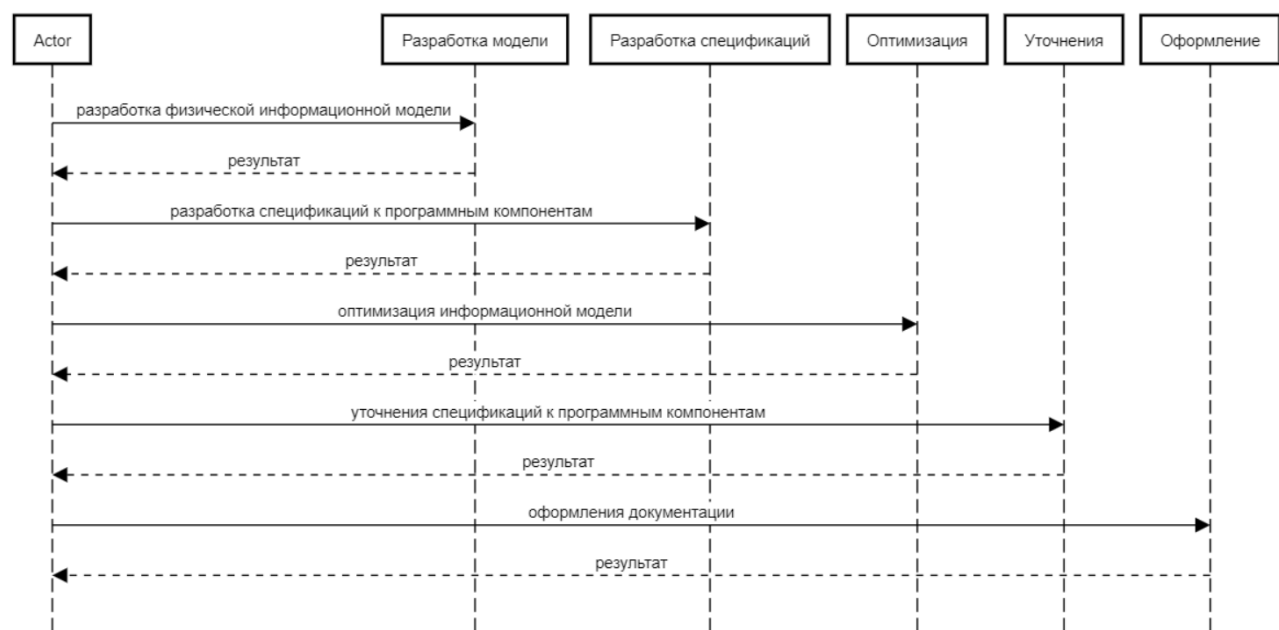 Actor
Разработка модели
Разработка спецификаций
Оптимизация
Уточнения
Оформление
разработка физической информационной модели
результат
разработка спецификаций к программным компонентам
результат
оптимизация информационной модели
результат
уточнения спецификаций к программным компонентам
результат
оформления документации
результат